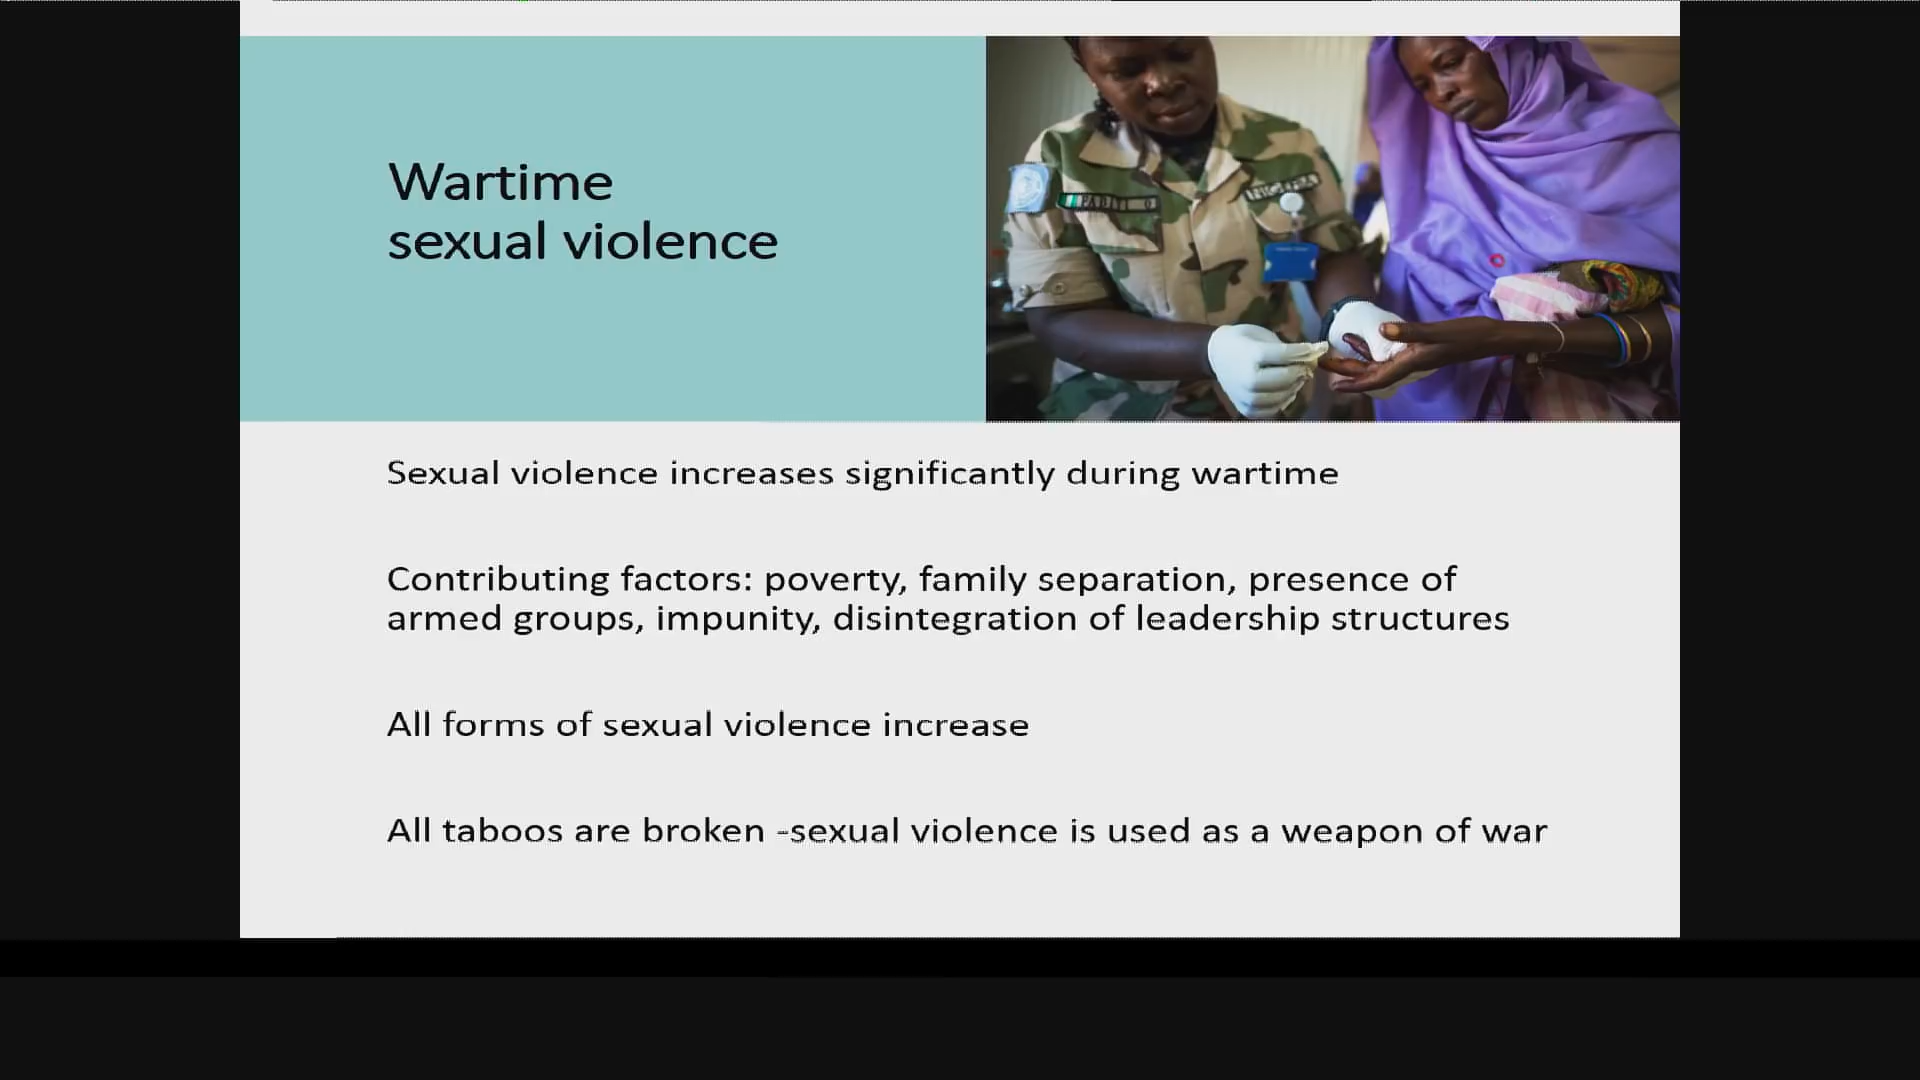 Wartime
sexual violence
NIGERIA
Sexual violence increases significantly during wartime
Contributing factors: poverty, family separation, presence of
armed groups, impunity, disintegration of leadership structures
All forms of sexual violence increase
All taboos are broken -sexual violence is used as a weapon of war